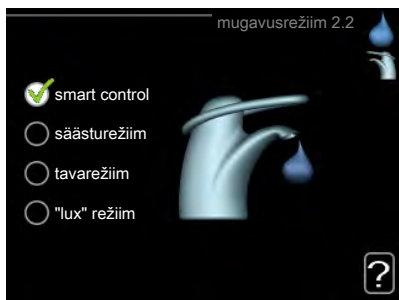 mugavusrežiim 2.2
smart control
säästurežiim
tavarežiim
"lux" režiim
?